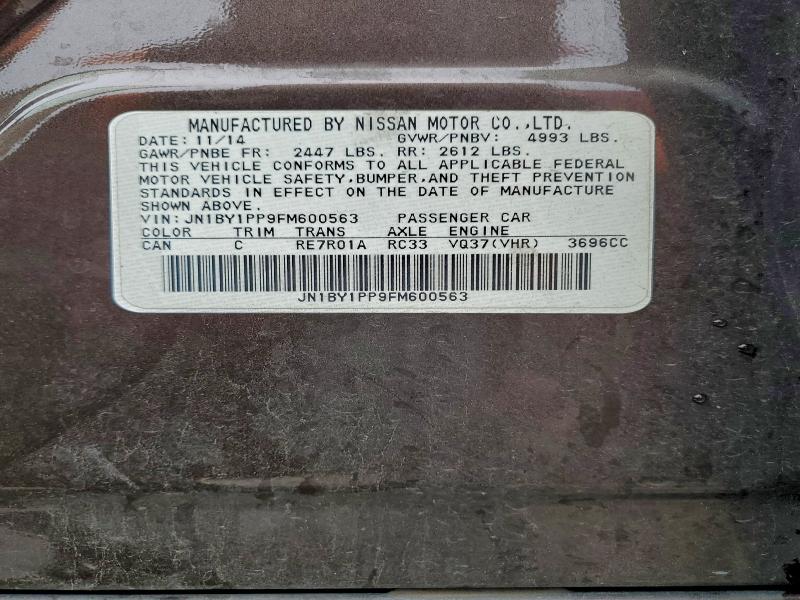 MANUFACTURED BY NISSAN MOTOR CO.,LTD.
DATE: 11/14 GVWR/PNBV: 4993 LBS.
GAWR/PNBE FR: 2447 LBS. RR: 2612 LBS.
THIS VEHICLE CONFORMS TO ALL APPLICABLE FEDERAL
MOTOR VEHICLE SAFETY,BUMPER,AND THEFT PREVENTION
STANDARDS IN EFFECT ON THE DATE OF MANUFACTURE
SHOWN ABOVE.
VIN: JN1BY1PP9FM600563 PASSENGER CAR
COLOR TRIM TRANS AXLE ENGINE
CAN C RE7R01A RC33 VQ37(VHR) 3696CC
JN1BY1PP9FM600563